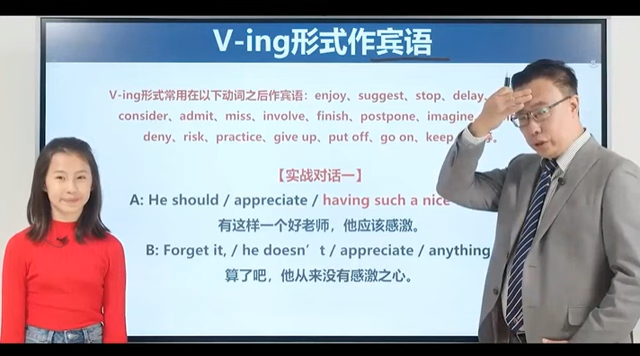 V-ing形式作宾语
V-ing形式常用在以下动词之后作宾语：enjoy、suggest、stop、delay、
consider、admit、miss、involve、finish、postpone、imagine、
deny、risk、practice、give up、put off、go on、keep
【实战对话一】
A: He should / appreciate / having such a nice
有这样一个好老师，他应该感激。
B: Forget it, / he doesn't / appreciate / anything
算了吧，他从来没有感激之心。